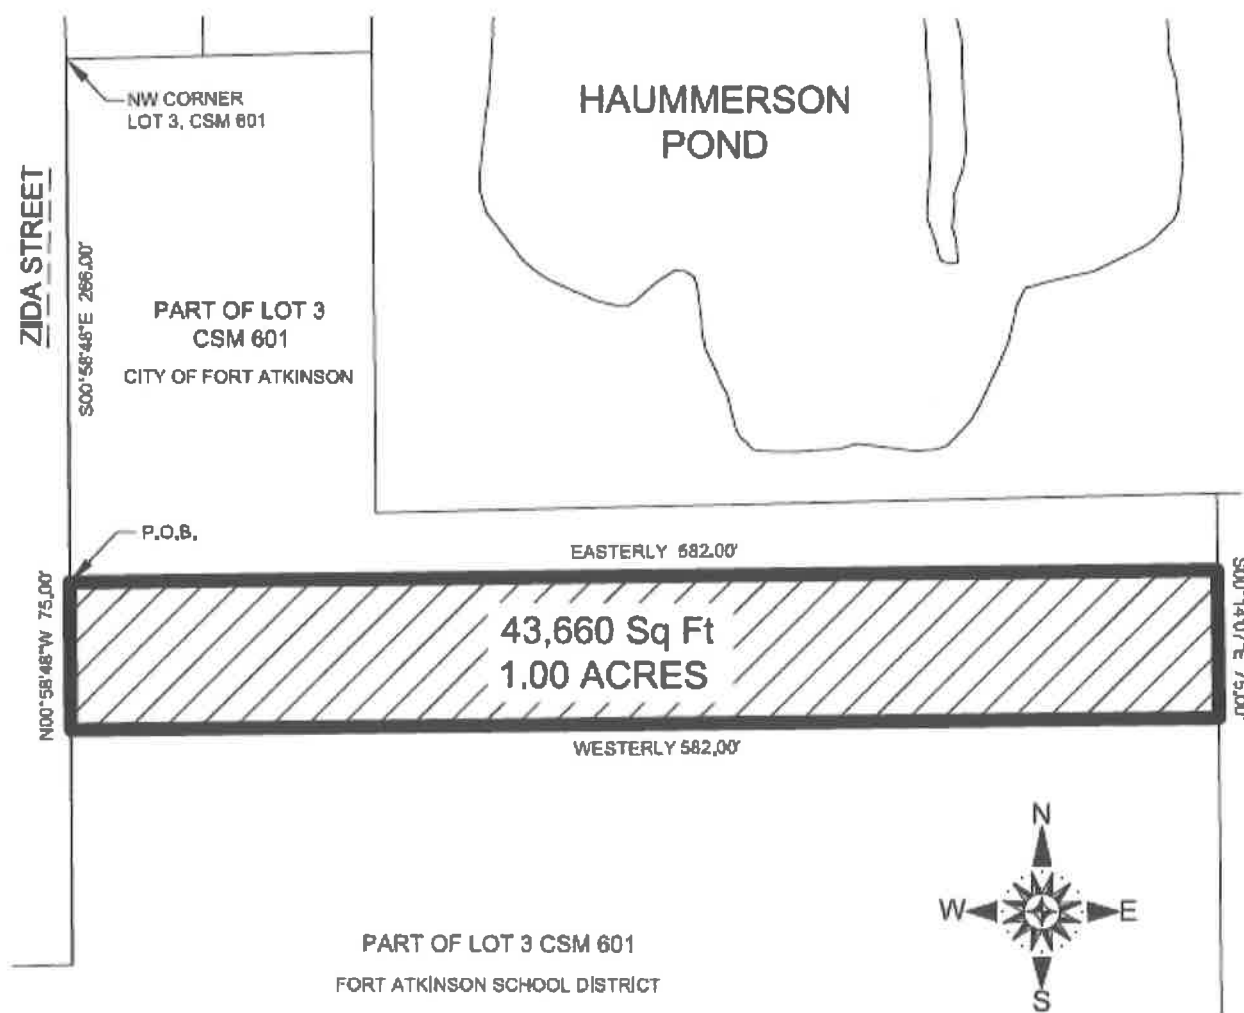 HAUMMERSON
POND
NW CORNER
LOT 3, CSM 601
ZIDA STREET
S00°58'48"E 266.00'
PART OF LOT 3
CSM 601
CITY OF FORT ATKINSON
P.O.B.
EASTERLY 582.00'
N00°58'48"W 75.00'
43,660 Sq Ft
1.00 ACRES
S00°14'07"E 75.00'
WESTERLY 582.00'
N
W E
S
PART OF LOT 3 CSM 601
FORT ATKINSON SCHOOL DISTRICT